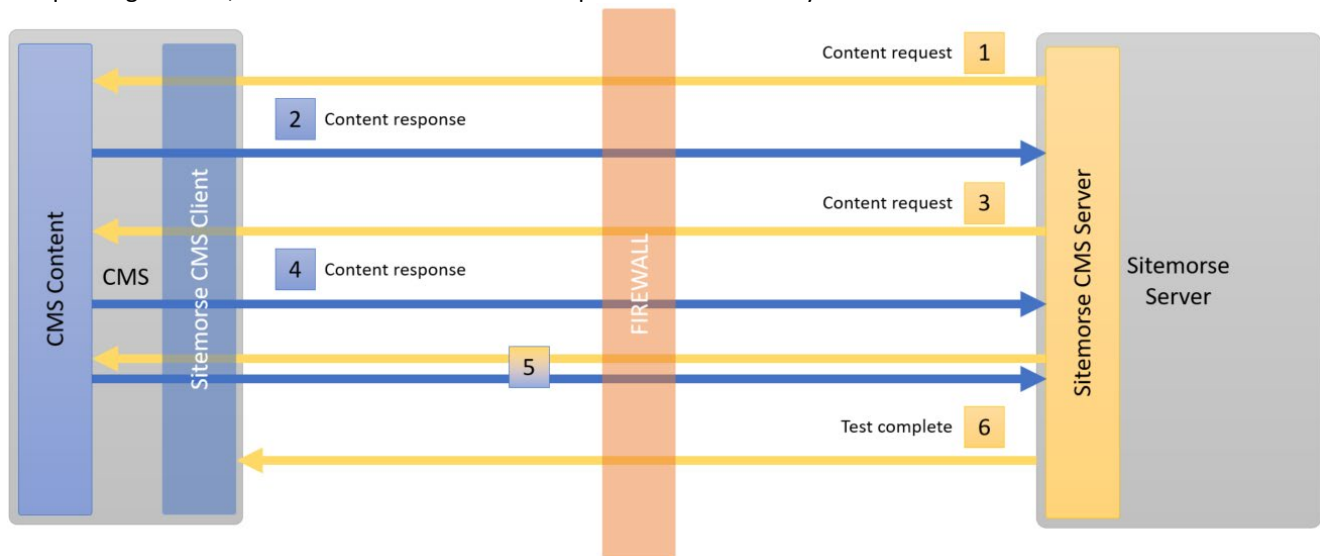 Content request 1
2 Content response
Content request 3
4 Content response
5
Test complete 6
CMS Content
CMS
Sitemorse CMS Client
FIREWALL
Sitemorse CMS Server
Sitemorse
Server